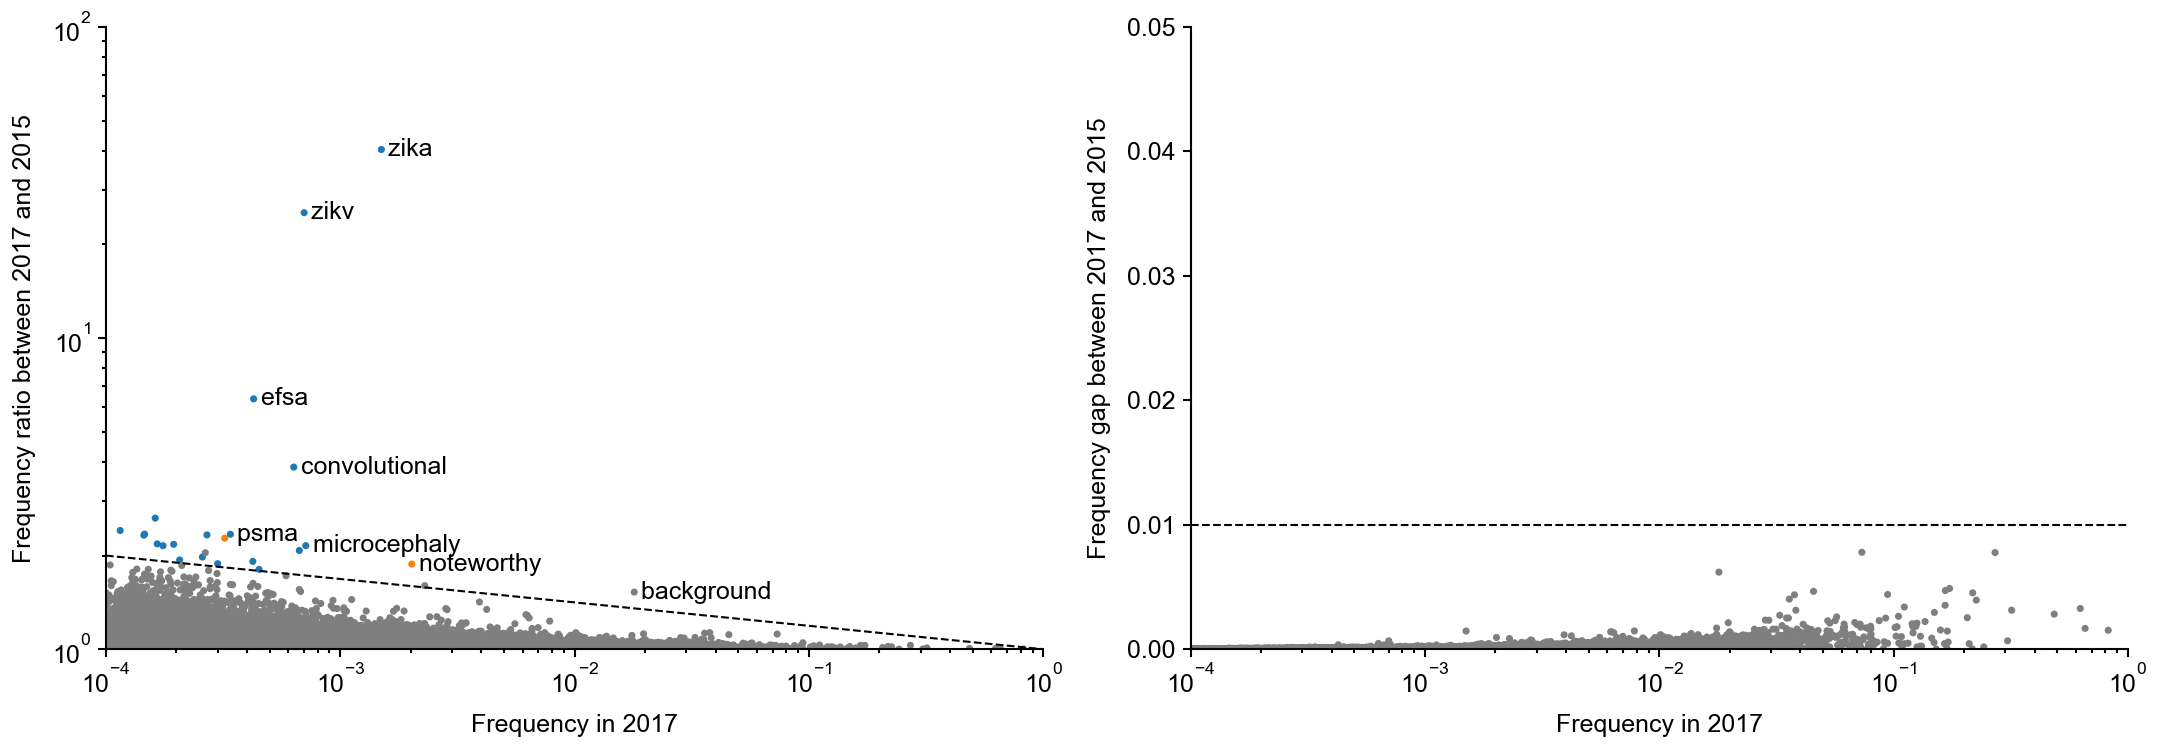 Frequency ratio between 2017 and 2015
10^2
10^1
10^0
zika
zikv
efsa
convolutional
psma
microcephaly
noteworthy
background
10^−4
10^−3
10^−2
10^−1
10^0
Frequency in 2017
Frequency gap between 2017 and 2015
0.05
0.04
0.03
0.02
0.01
0.00
10^−4
10^−3
10^−2
10^−1
10^0
Frequency in 2017